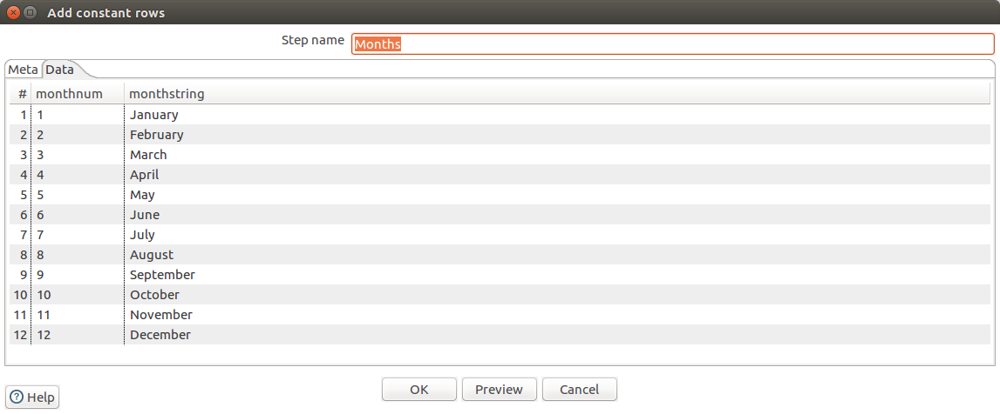 Add constant rows
Step name Months
Meta Data
# monthnum monthstring
1 1 January
2 2 February
3 3 March
4 4 April
5 5 May
6 6 June
7 7 July
8 8 August
9 9 September
10 10 October
11 11 November
12 12 December
Help OK Preview Cancel